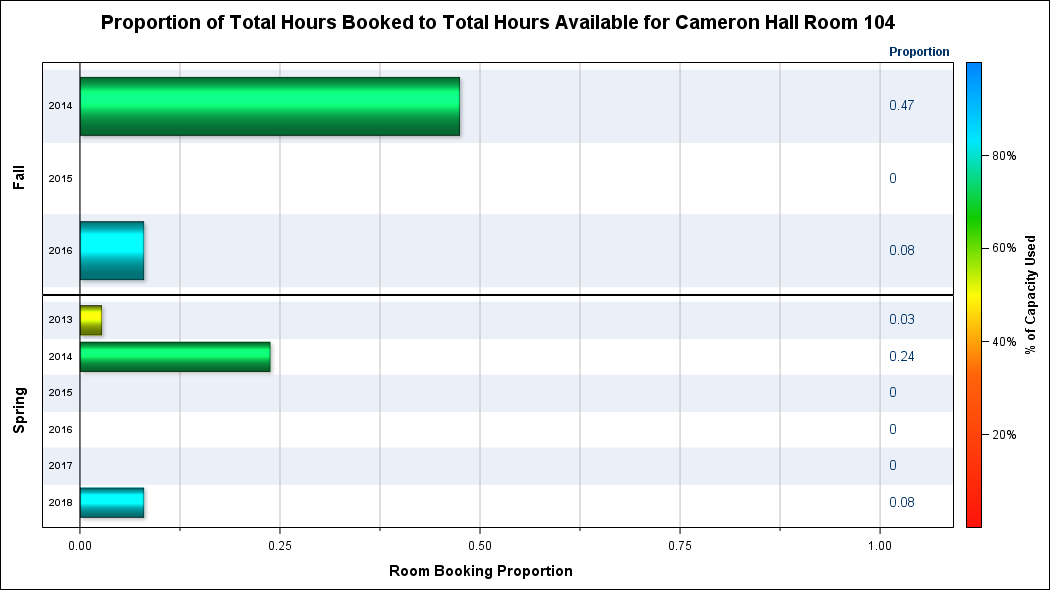 Proportion of Total Hours Booked to Total Hours Available for Cameron Hall Room 104
Proportion
Fall
2014 0.47
2015 0
2016 0.08
Spring
2013 0.03
2014 0.24
2015 0
2016 0
2017 0
2018 0.08
0.00 0.25 0.50 0.75 1.00
Room Booking Proportion
80%
60%
40%
20%
% of Capacity Used